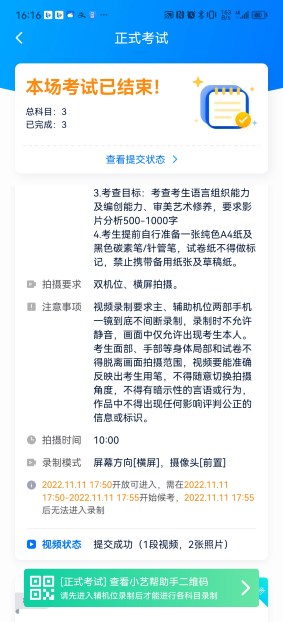 16:16
正式考试
本场考试已结束!
总科目: 3
已完成: 3
查看提交状态
3.考查目标: 考查考生语言组织能力
及编创能力、审美艺术修养，要求影
片分析500-1000字
4.考生提前自行准备一张纯色A4纸及
黑色碳素笔/针管笔，试卷纸不得做标
记，禁止携带备用纸张及草稿纸。
拍摄要求 双机位、横屏拍摄。
注意事项 视频录制要求主、辅助机位两部手机
一镜到底不间断录制，录制时不允许
静音，画面中仅允许出现考生本人。
考生面部、手部等身体局部和试卷不
得脱离画面拍摄范围，视频要能准确
反映出考生用笔，不得随意切换拍摄
角度，不得有暗示性的言语或行为，
作品中不得出现任何影响评判公正的
信息或标识。
拍摄时间 10:00
录制模式 屏幕方向[横屏]，摄像头[前置]
2022.11.11 17:50开放可进入，需在2022.11.11
17:50-2022.11.11 17:55开始候考，2022.11.11 17:55
后无法进入录制
视频状态 提交成功（1段视频，2张照片）
[正式考试] 查看小艺帮助手二维码
请先进入辅机位录制后才能进行各科目录制